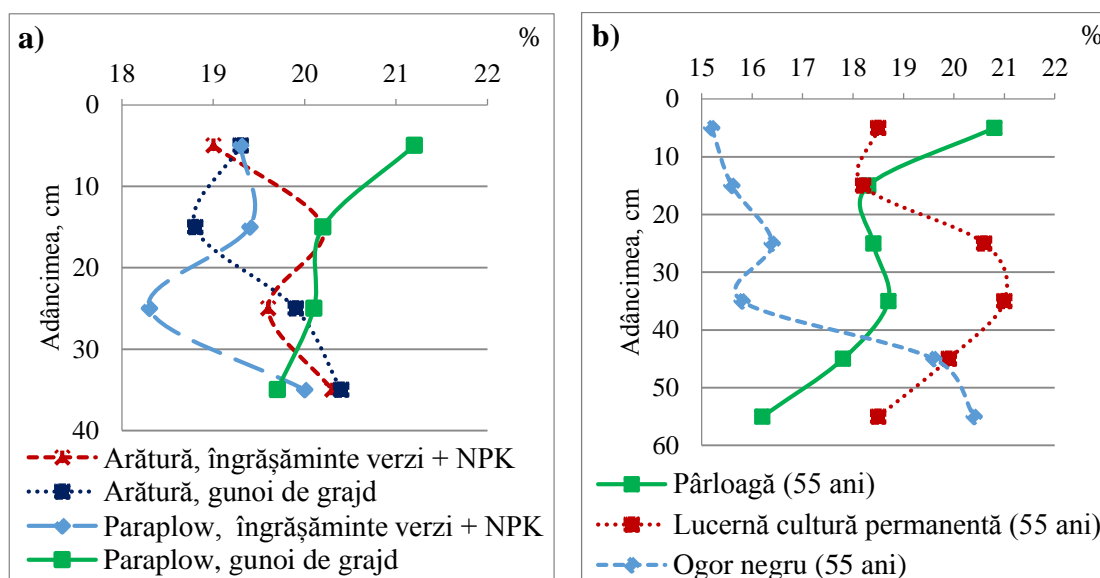 a)
%
18 19 20 21 22
0
10
20
30
40
Adâncimea, cm
Arătură, îngrășăminte verzi + NPK
Arătură, gunoi de grajd
Paraplow, îngrășăminte verzi + NPK
Paraplow, gunoi de grajd
b)
%
15 16 17 18 19 20 21 22
0
10
20
30
40
50
60
Adâncimea, cm
Pârloagă (55 ani)
Lucernă cultură permanentă (55 ani)
Ogor negru (55 ani)